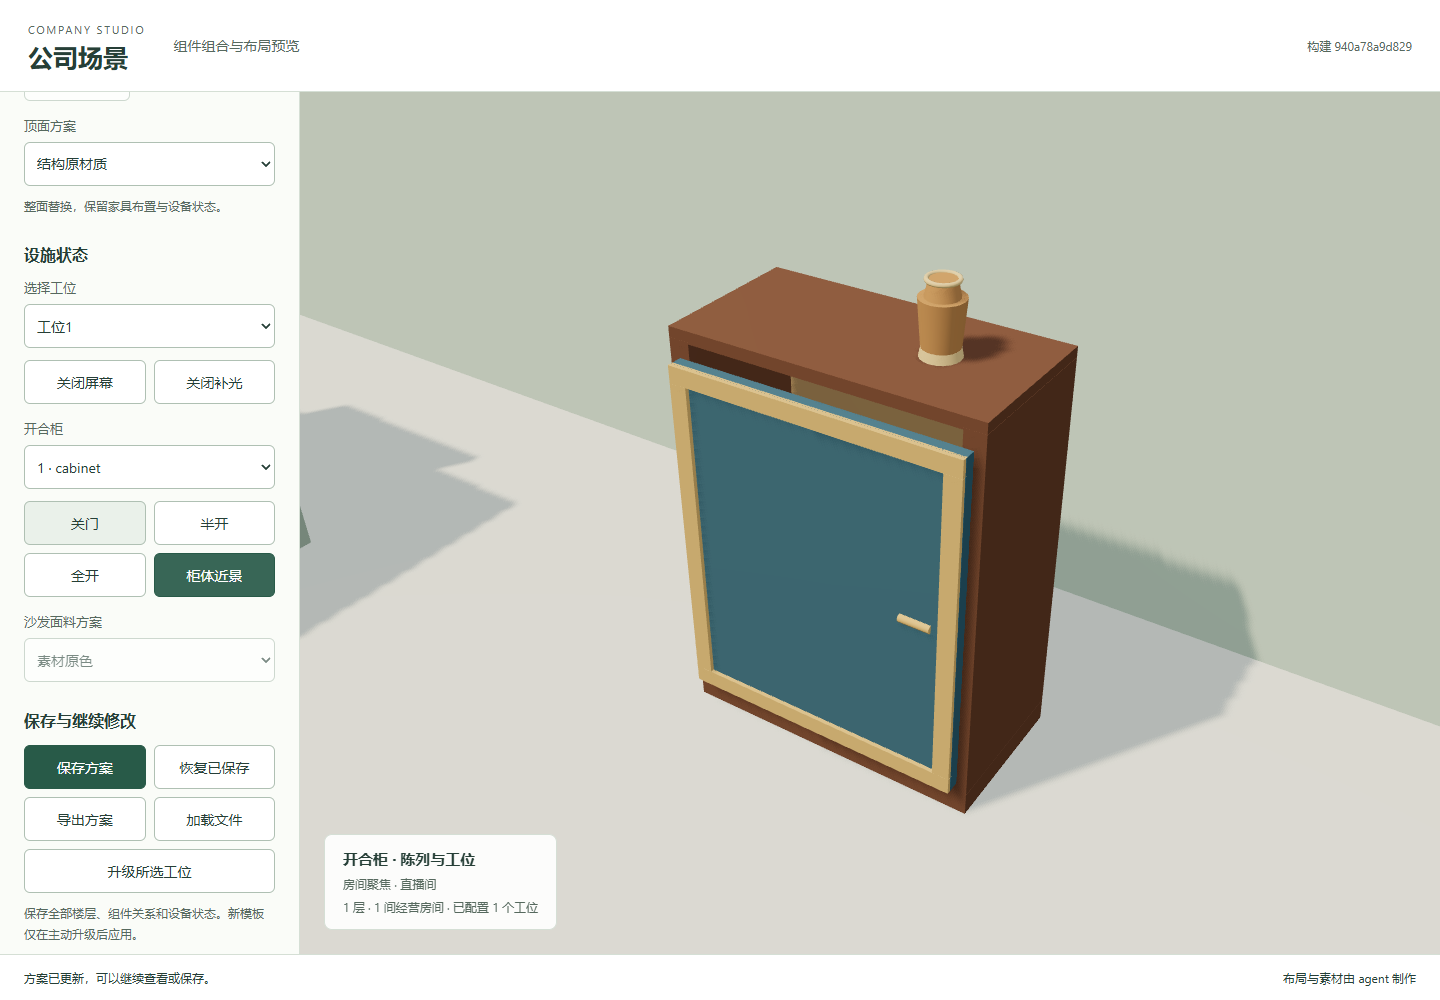 COMPANY STUDIO
公司场景
组件组合与布局预览
构建 940a78a9d829
顶面方案
结构原材质
整面替换，保留家具布置与设备状态。
设施状态
选择工位
工位1
关闭屏幕
关闭补光
开合柜
1 · cabinet
关门
半开
全开
柜体近景
沙发面料方案
素材原色
保存与继续修改
保存方案
恢复已保存
导出方案
加载文件
升级所选工位
保存全部楼层、组件关系和设备状态。新模板
仅在主动升级后应用。
开合柜 · 陈列与工位
房间聚焦 · 直播间
1 层 · 1 间经营房间 · 已配置 1 个工位
方案已更新，可以继续查看或保存。
布局与素材由 agent 制作